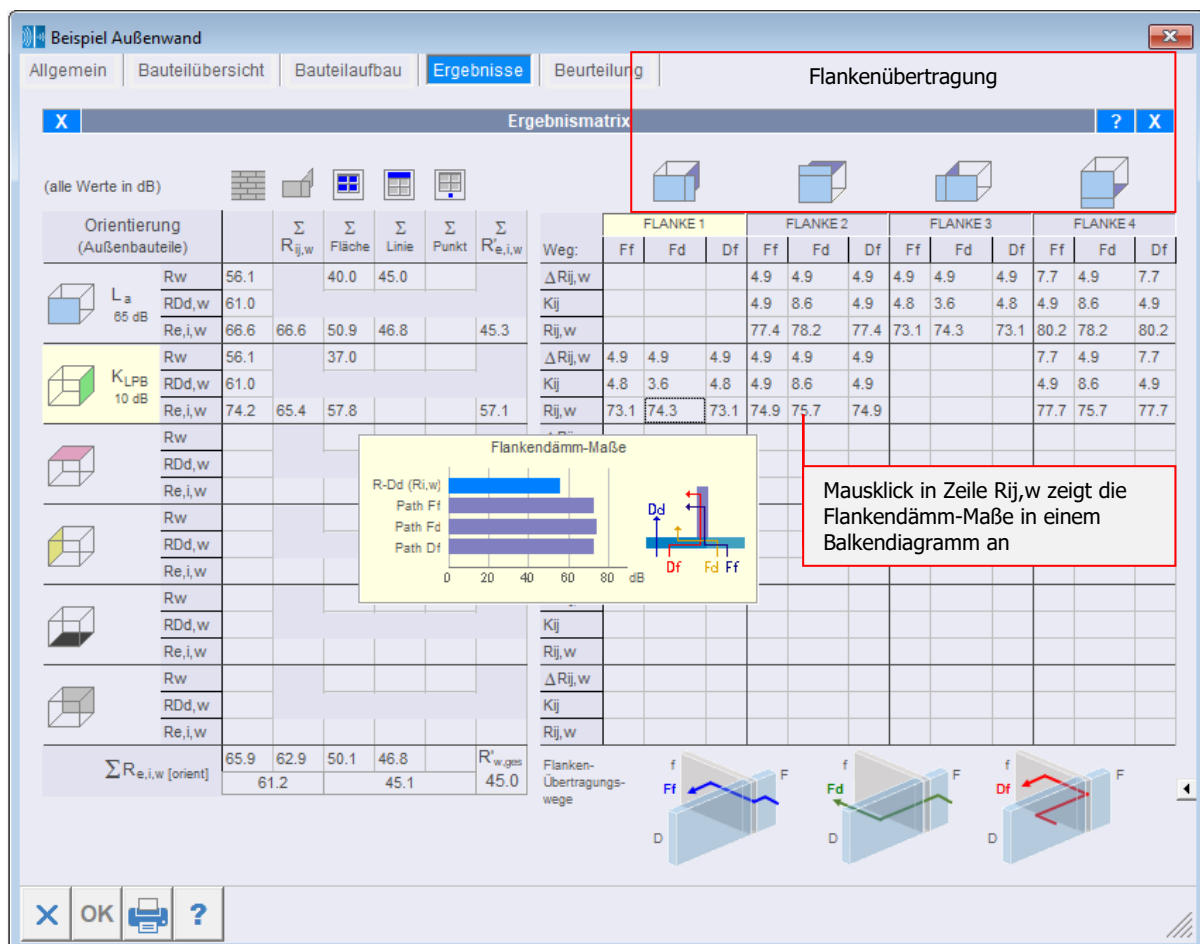 Beispiel Außenwand
Allgemein Bauteilübersicht Bauteilaufbau Ergebnisse Beurteilung
Flankenübertragung
X Ergebnismatrix ? X
(alle Werte in dB)
Orientierung Σ Σ Σ Σ Σ FLANKE 1 FLANKE 2 FLANKE 3 FLANKE 4
(Außenbauteile) Rij,w Fläche Linie Punkt R'e,i,w Weg: Ff Fd Df Ff Fd Df Ff Fd Df Ff Fd Df
Rw 56.1 40.0 45.0 ΔRij,w 4.9 4.9 4.9 4.9 4.9 4.9 7.7 4.9 7.7
La 65 dB RDd,w 61.0 Kij 4.9 8.6 4.9 4.8 3.6 4.8 4.9 8.6 4.9
Re,i,w 66.6 66.6 50.9 46.8 45.3 Rij,w 77.4 78.2 77.4 73.1 74.3 73.1 80.2 78.2 80.2
Rw 56.1 37.0 ΔRij,w 4.9 4.9 4.9 4.9 4.9 4.9 7.7 4.9 7.7
KLPB 10 dB RDd,w 61.0 Kij 4.8 3.6 4.8 4.9 8.6 4.9 4.9 8.6 4.9
Re,i,w 74.2 65.4 57.8 57.1 Rij,w 73.1 74.3 73.1 74.9 75.7 74.9 77.7 75.7 77.7
Rw
RDd,w
Re,i,w
Rw
RDd,w
Re,i,w
Flankendämm-Maße
R-Dd (Ri,w)
Path Ff
Path Fd
Path Df
0 20 40 60 80 dB
Dd
Df Fd Ff
Mausklick in Zeile Rij,w zeigt die
Flankendämm-Maße in einem
Balkendiagramm an
Rw
RDd,w Kij
Re,i,w Rij,w
Rw ΔRij,w
RDd,w Kij
Re,i,w Rij,w
ΣRe,i,w [orient] 65.9 62.9 50.1 46.8 R'w,ges
61.2 45.1 45.0
Flanken-
Übertragungs-
wege
f Ff F D
f Fd F D
f Df F D
OK ?